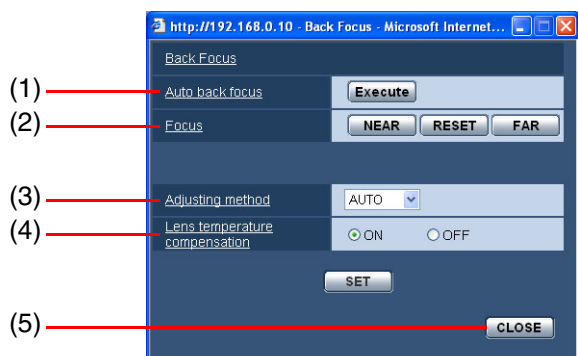 http://192.168.0.10 - Back Focus - Microsoft Internet...
Back Focus
(1) Auto back focus Execute
(2) Focus NEAR RESET FAR
(3) Adjusting method AUTO
(4) Lens temperature
compensation ON OFF
SET
(5) CLOSE